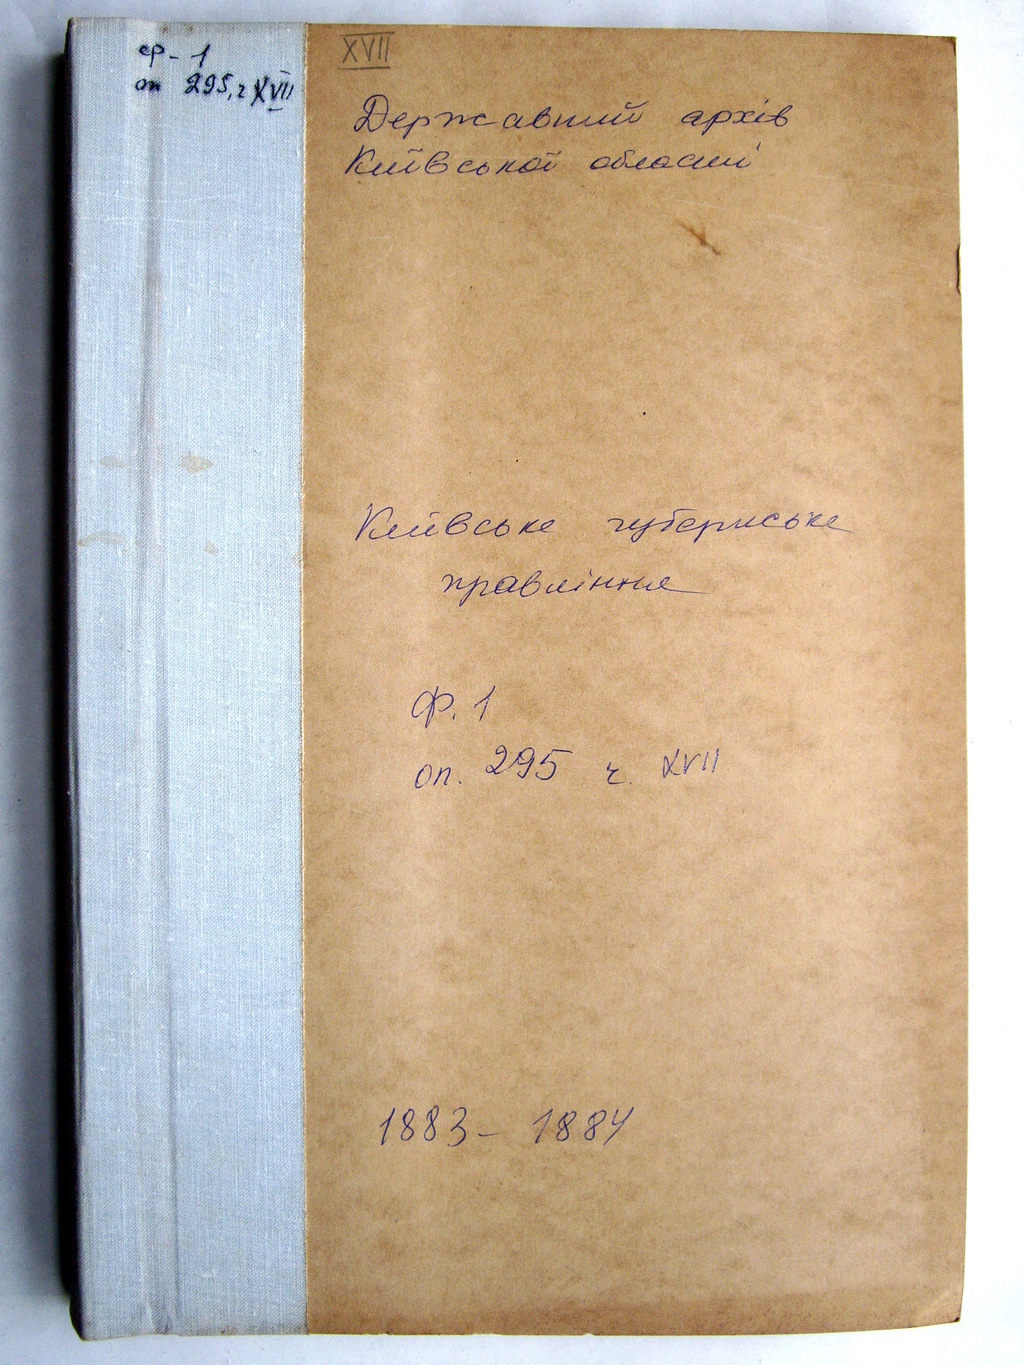 ф-1
оп 295, ч XVII
XVII
Державний архів
Київської області
Київське губернське
правління
Ф. 1
оп. 295 ч. XVII
1883 - 1884